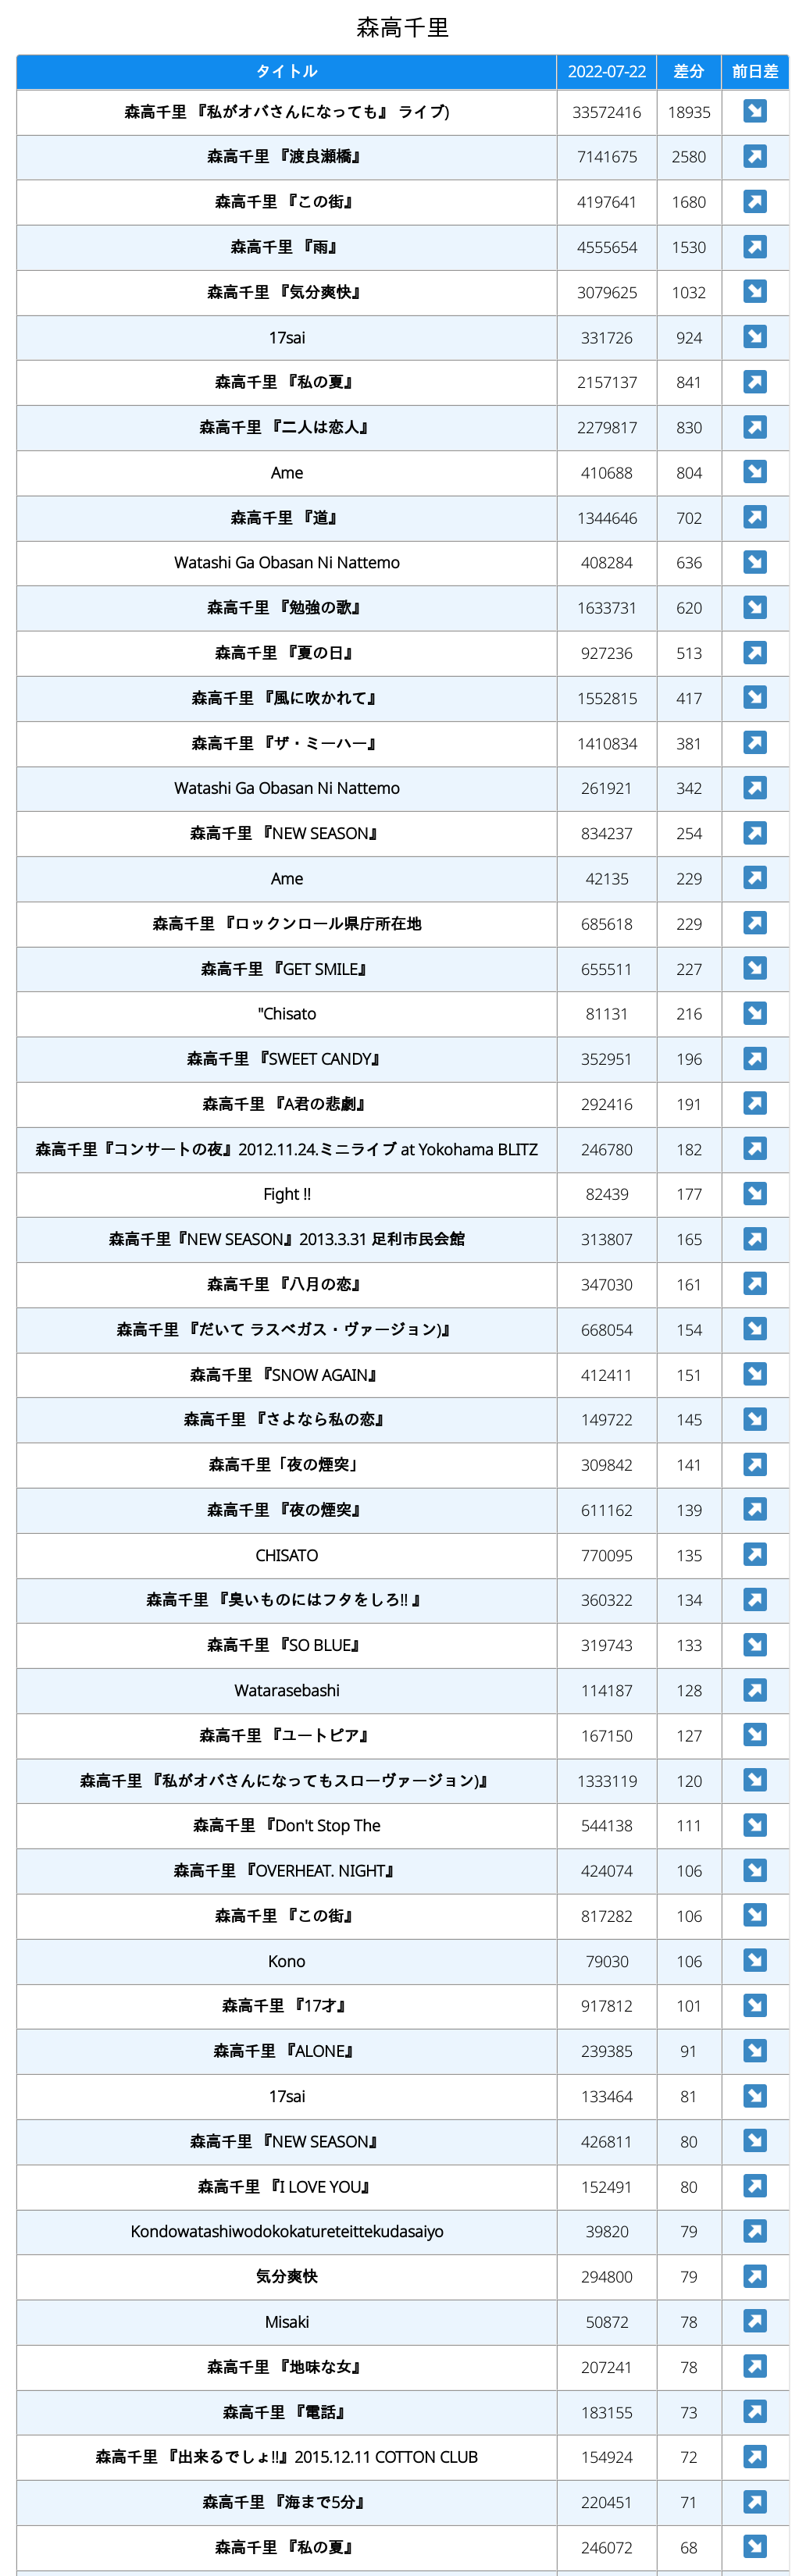 森高千里
タイトル 2022-07-22 差分 前日差
森高千里 『私がオバさんになっても』 ライブ) 33572416 18935
森高千里 『渡良瀬橋』 7141675 2580
森高千里 『この街』 4197641 1680
森高千里 『雨』 4555654 1530
森高千里 『気分爽快』 3079625 1032
17sai 331726 924
森高千里 『私の夏』 2157137 841
森高千里 『二人は恋人』 2279817 830
Ame 410688 804
森高千里 『道』 1344646 702
Watashi Ga Obasan Ni Nattemo 408284 636
森高千里 『勉強の歌』 1633731 620
森高千里 『夏の日』 927236 513
森高千里 『風に吹かれて』 1552815 417
森高千里 『ザ・ミーハー』 1410834 381
Watashi Ga Obasan Ni Nattemo 261921 342
森高千里 『NEW SEASON』 834237 254
Ame 42135 229
森高千里 『ロックンロール県庁所在地 685618 229
森高千里 『GET SMILE』 655511 227
"Chisato 81131 216
森高千里 『SWEET CANDY』 352951 196
森高千里 『A君の悲劇』 292416 191
森高千里『コンサートの夜』2012.11.24.ミニライブ at Yokohama BLITZ 246780 182
Fight !! 82439 177
森高千里『NEW SEASON』2013.3.31 足利市民会館 313807 165
森高千里 『八月の恋』 347030 161
森高千里 『だいて ラスベガス・ヴァージョン)』 668054 154
森高千里 『SNOW AGAIN』 412411 151
森高千里 『さよなら私の恋』 149722 145
森高千里「夜の煙突」 309842 141
森高千里 『夜の煙突』 611162 139
CHISATO 770095 135
森高千里 『臭いものにはフタをしろ!! 』 360322 134
森高千里 『SO BLUE』 319743 133
Watarasebashi 114187 128
森高千里 『ユートピア』 167150 127
森高千里 『私がオバさんになってもスローヴァージョン)』 1333119 120
森高千里 『Don't Stop The 544138 111
森高千里 『OVERHEAT. NIGHT』 424074 106
森高千里 『この街』 817282 106
Kono 79030 106
森高千里 『17才』 917812 101
森高千里 『ALONE』 239385 91
17sai 133464 81
森高千里 『NEW SEASON』 426811 80
森高千里 『I LOVE YOU』 152491 80
Kondowatashiwodokokatureteittekudasaiyo 39820 79
気分爽快 294800 79
Misaki 50872 78
森高千里 『地味な女』 207241 78
森高千里 『電話』 183155 73
森高千里 『出来るでしょ!!』2015.12.11 COTTON CLUB 154924 72
森高千里 『海まで5分』 220451 71
森高千里 『私の夏』 246072 68